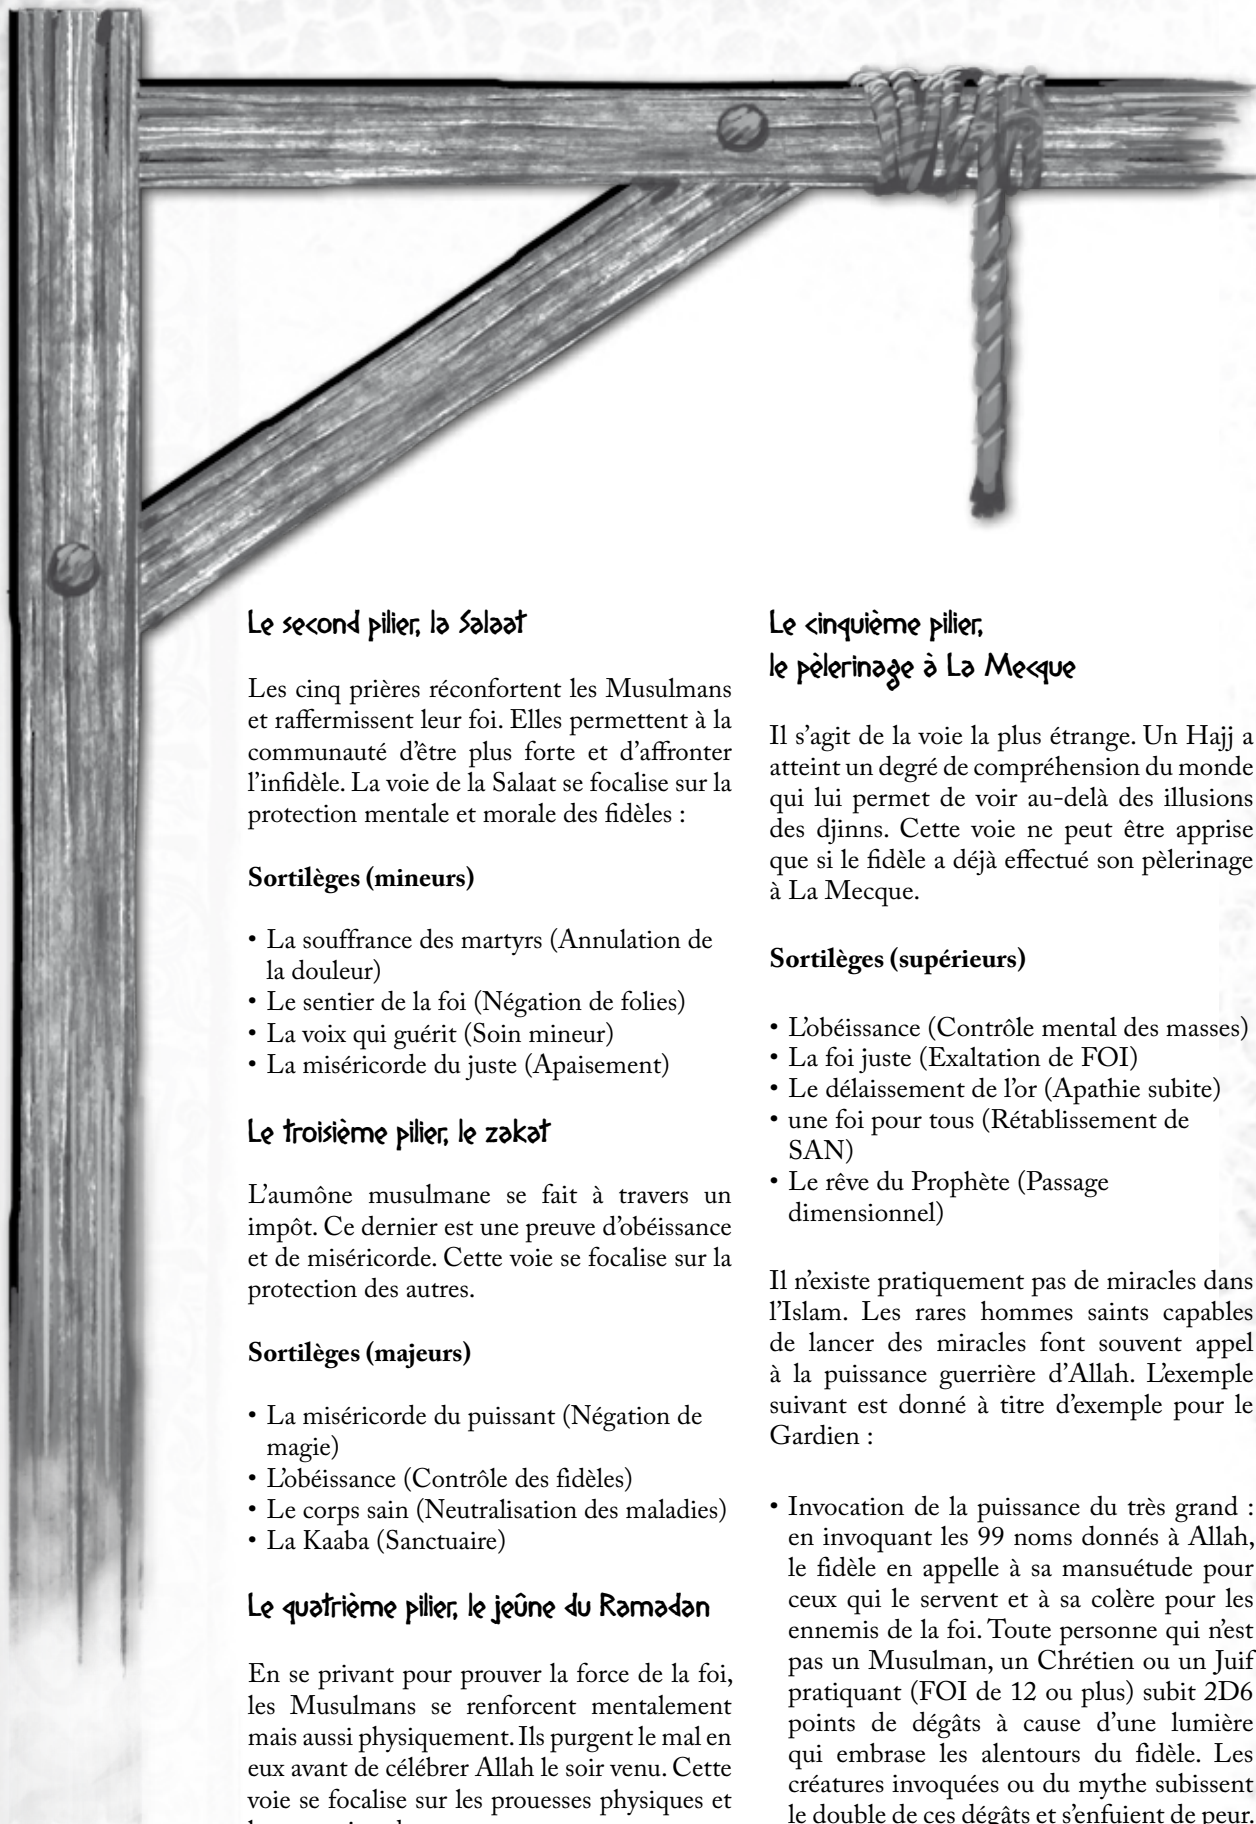 Le second pilier, la Salaat
Les cinq prières réconfortent les Musulmans
et raffermissent leur foi. Elles permettent à la
communauté d'être plus forte et d'affronter
l'infidèle. La voie de la Salaat se focalise sur la
protection mentale et morale des fidèles :
Sortilèges (mineurs)
• La souffrance des martyrs (Annulation de
la douleur)
• Le sentier de la foi (Négation de folies)
• La voix qui guérit (Soin mineur)
• La miséricorde du juste (Apaisement)
Le troisième pilier, le zakat
L'aumône musulmane se fait à travers un
impôt. Ce dernier est une preuve d'obéissance
et de miséricorde. Cette voie se focalise sur la
protection des autres.
Sortilèges (majeurs)
• La miséricorde du puissant (Négation de
magie)
• L'obéissance (Contrôle des fidèles)
• Le corps sain (Neutralisation des maladies)
• La Kaaba (Sanctuaire)
Le quatrième pilier, le jeûne du Ramadan
En se privant pour prouver la force de la foi,
les Musulmans se renforcent mentalement
mais aussi physiquement. Ils purgent le mal en
eux avant de célébrer Allah le soir venu. Cette
voie se focalise sur les prouesses physiques et
Le cinquième pilier,
le pèlerinage à La Mecque
Il s'agit de la voie la plus étrange. Un Hajj a
atteint un degré de compréhension du monde
qui lui permet de voir au-delà des illusions
des djinns. Cette voie ne peut être apprise
que si le fidèle a déjà effectué son pèlerinage
à La Mecque.
Sortilèges (supérieurs)
• L'obéissance (Contrôle mental des masses)
• La foi juste (Exaltation de FOI)
• Le délaissement de l'or (Apathie subite)
• une foi pour tous (Rétablissement de
SAN)
• Le rêve du Prophète (Passage
dimensionnel)
Il n'existe pratiquement pas de miracles dans
l'Islam. Les rares hommes saints capables
de lancer des miracles font souvent appel
à la puissance guerrière d'Allah. L'exemple
suivant est donné à titre d'exemple pour le
Gardien :
• Invocation de la puissance du très grand :
en invoquant les 99 noms donnés à Allah,
le fidèle en appelle à sa mansuétude pour
ceux qui le servent et à sa colère pour les
ennemis de la foi. Toute personne qui n'est
pas un Musulman, un Chrétien ou un Juif
pratiquant (FOI de 12 ou plus) subit 2D6
points de dégâts à cause d'une lumière
qui embrase les alentours du fidèle. Les
créatures invoquées ou du mythe subissent
le double de ces dégâts et s'enfuient de peur.